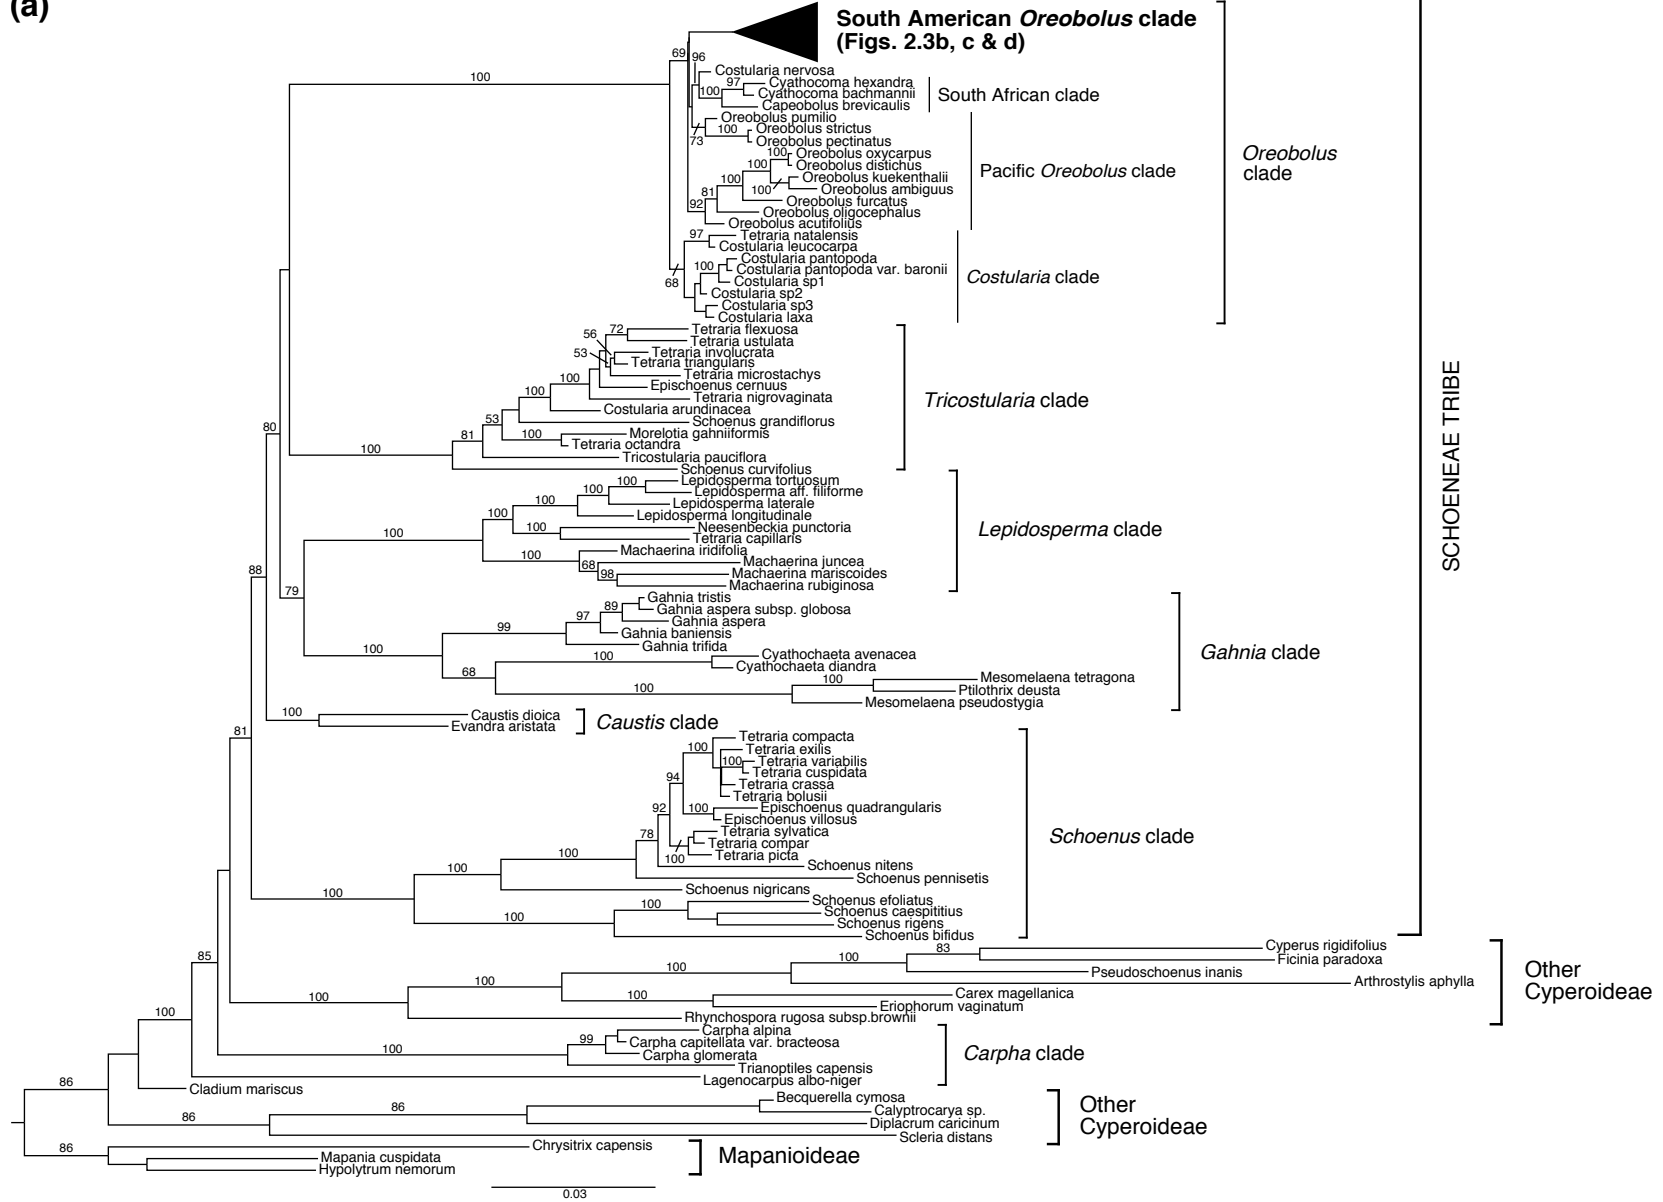 (a)
South American Oreobolus clade
(Figs. 2.3b, c & d)
69
96
100
Costularia nervosa
97
Cyathocoma hexandra
Cyathocoma bachmannii
100
Capeobolus brevicaulis
South African clade
Oreobolus pumilio
100
Oreobolus strictus
73
Oreobolus pectinatus
100
Oreobolus oxycarpus
Oreobolus distichus
100
Oreobolus kuekenthalii
100
100
Oreobolus ambiguus
81
Oreobolus furcatus
92
Oreobolus oligocephalus
Oreobolus acutifolius
Pacific Oreobolus clade
Oreobolus
clade
97
Tetraria natalensis
Costularia leucocarpa
Costularia pantopoda
100
Costularia pantopoda var. baronii
68
Costularia sp1
Costularia sp2
Costularia sp3
Costularia laxa
Costularia clade
72
Tetraria flexuosa
56
Tetraria ustulata
53
Tetraria involucrata
Tetraria triangularis
100
Tetraria microstachys
Epischoenus cernuus
100
Tetraria nigrovaginata
Costularia arundinacea
53
Schoenus grandiflorus
81
100
Morelotia gahniiformis
100
Tetraria octandra
Tricostularia pauciflora
Schoenus curvifolius
Tricostularia clade
80
SCHOENEAE TRIBE
100
Lepidosperma tortuosum
100
Lepidosperma aff. filiforme
100
Lepidosperma laterale
100
Lepidosperma longitudinale
100
Neesenbeckia punctoria
100
Tetraria capillaris
100
Machaerina iridifolia
68
Machaerina juncea
98
Machaerina mariscoides
Machaerina rubiginosa
Lepidosperma clade
88
79
Gahnia tristis
89
Gahnia aspera subsp. globosa
97
Gahnia aspera
99
Gahnia baniensis
Gahnia trifida
100
100
Cyathochaeta avenacea
68
Cyathochaeta diandra
100
Mesomelaena tetragona
100
Ptilothrix deusta
Mesomelaena pseudostygia
Gahnia clade
100
Caustis dioica
Evandra aristata
Caustis clade
81
Tetraria compacta
100
Tetraria exilis
100
Tetraria variabilis
Tetraria cuspidata
94
Tetraria crassa
Tetraria bolusii
92
100
Epischoenus quadrangularis
Epischoenus villosus
78
Tetraria sylvatica
Tetraria compar
100
100
Tetraria picta
100
Schoenus nitens
Schoenus pennisetis
100
Schoenus nigricans
100
Schoenus efoliatus
100
Schoenus caespititius
Schoenus rigens
Schoenus bifidus
Schoenus clade
85
83
Cyperus rigidifolius
100
Ficinia paradoxa
100
Pseudoschoenus inanis
100
Arthrostylis aphylla
100
100
Carex magellanica
Eriophorum vaginatum
Rhynchospora rugosa subsp.brownii
Other
Cyperoideae
100
Carpha alpina
99
Carpha capitellata var. bracteosa
100
Carpha glomerata
Trianoptiles capensis
Lagenocarpus albo-niger
Carpha clade
86
Cladium mariscus
86
Becquerella cymosa
86
Calyptrocarya sp.
Diplacrum caricinum
Scleria distans
Other
Cyperoideae
86
Chrysitrix capensis
Mapania cuspidata
Hypolytrum nemorum
Mapanioideae
0.03